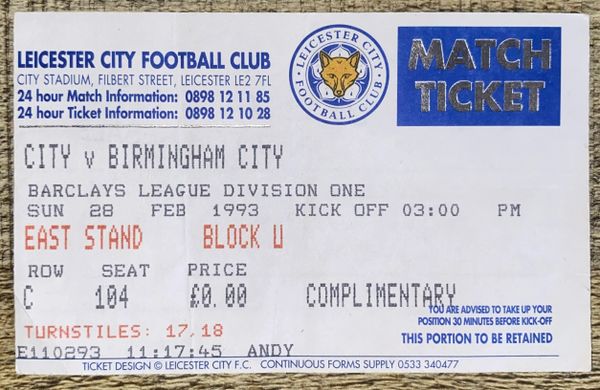 LEICESTER CITY FOOTBALL CLUB
CITY STADIUM, FILBERT STREET, LEICESTER LE2 7FL
24 hour Match Information: 0898 12 11 85
24 hour Ticket Information: 0898 12 10 28
LEICESTER CITY
FOOTBALL CLUB
MATCH
TICKET
CITY v BIRMINGHAM CITY
BARCLAYS LEAGUE DIVISION ONE
SUN 28 FEB 1993 KICK OFF 03:00 PM
EAST STAND BLOCK U
ROW SEAT PRICE
C 104 £0.00 COMPLIMENTARY
YOU ARE ADVISED TO TAKE UP YOUR
POSITION 30 MINUTES BEFORE KICK-OFF
TURNSTILES: 17.18
THIS PORTION TO BE RETAINED
E110293 11:17:45 ANDY
TICKET DESIGN © LEICESTER CITY F.C. CONTINUOUS FORMS SUPPLY 0533 340477